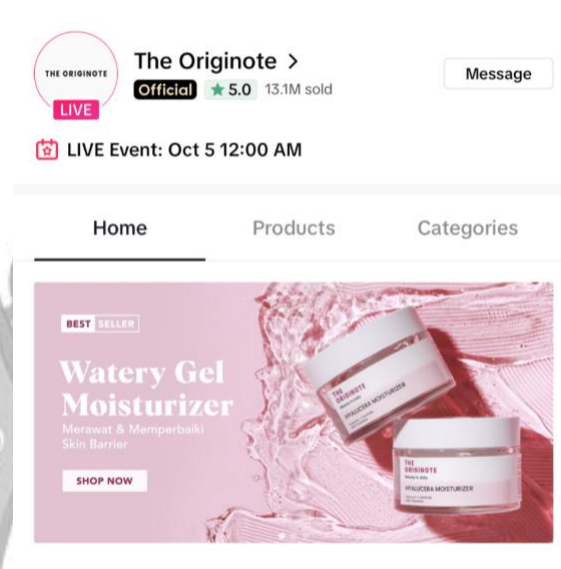 THE ORIGINOTE
LIVE
The Originote >
Official ★ 5.0 13.1M sold
Message
LIVE Event: Oct 5 12:00 AM
Home Products Categories
BEST SELLER
Watery Gel
Moisturizer
Merawat & Memperbaiki
Skin Barrier
SHOP NOW
THE
ORIGINOTE
HYALUCERA MOISTURIZER
THE
ORIGINOTE
HYALUCERA MOISTURIZER